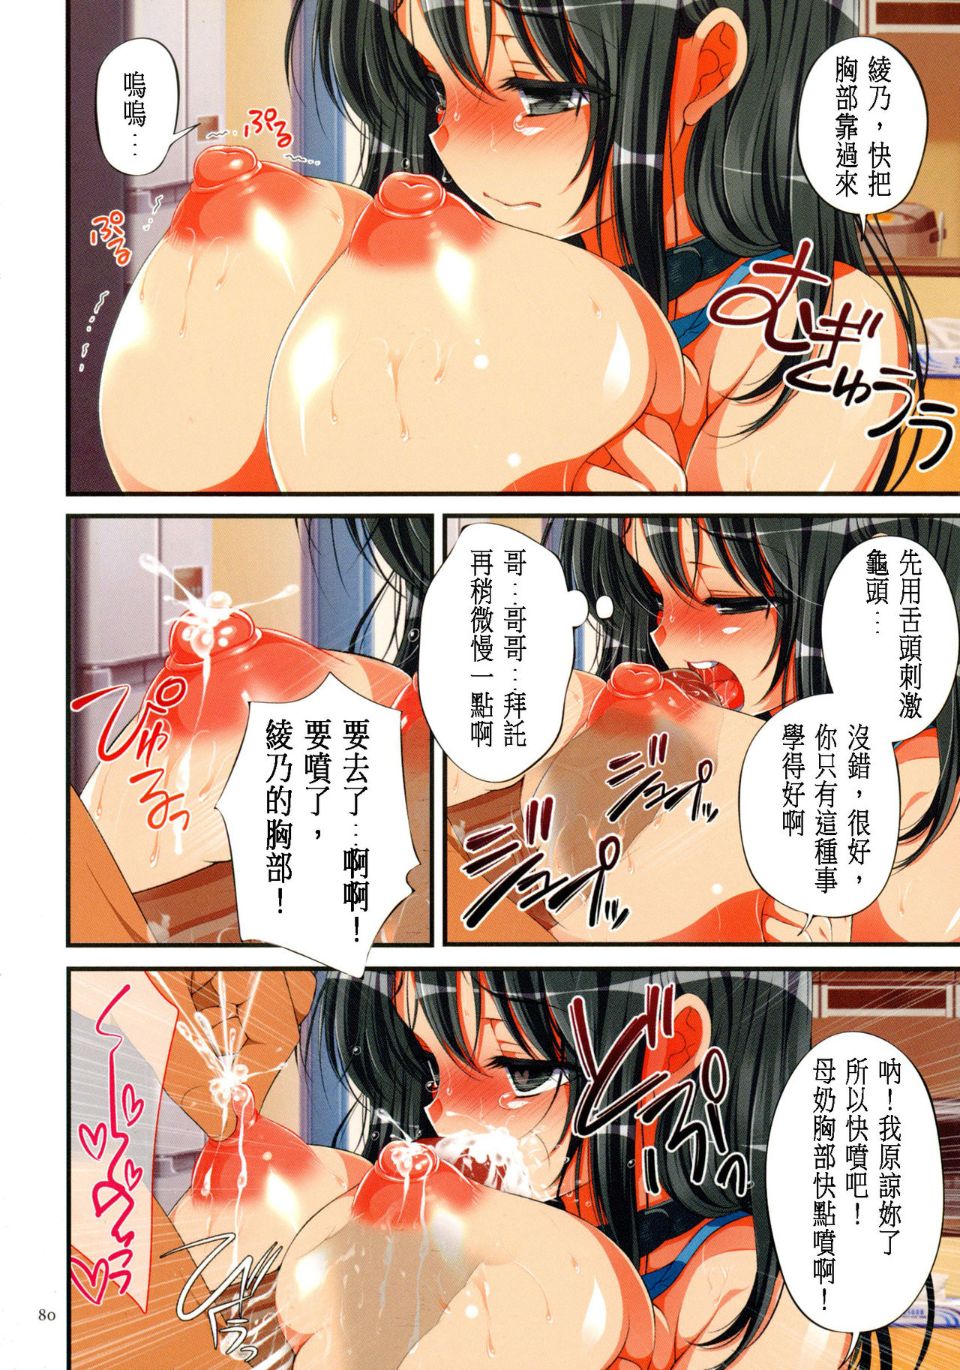 綾乃，快把
胸部靠過來
嗚嗚…
ぷる
ぷる
むぎゅうぅ
先用舌頭刺激
龜頭…
沒錯，很好，
你只有這種事
學得好啊
哥…哥哥…拜託
再稍微慢一點啊
ジュプッ
ジュプッ
要去了…啊啊！
要噴了，
綾乃的胸部！
ぴゅるるっ
吶！我原諒妳了
所以快噴吧！
母奶胸部快點噴啊！
どぷっ
びゅうっ
80